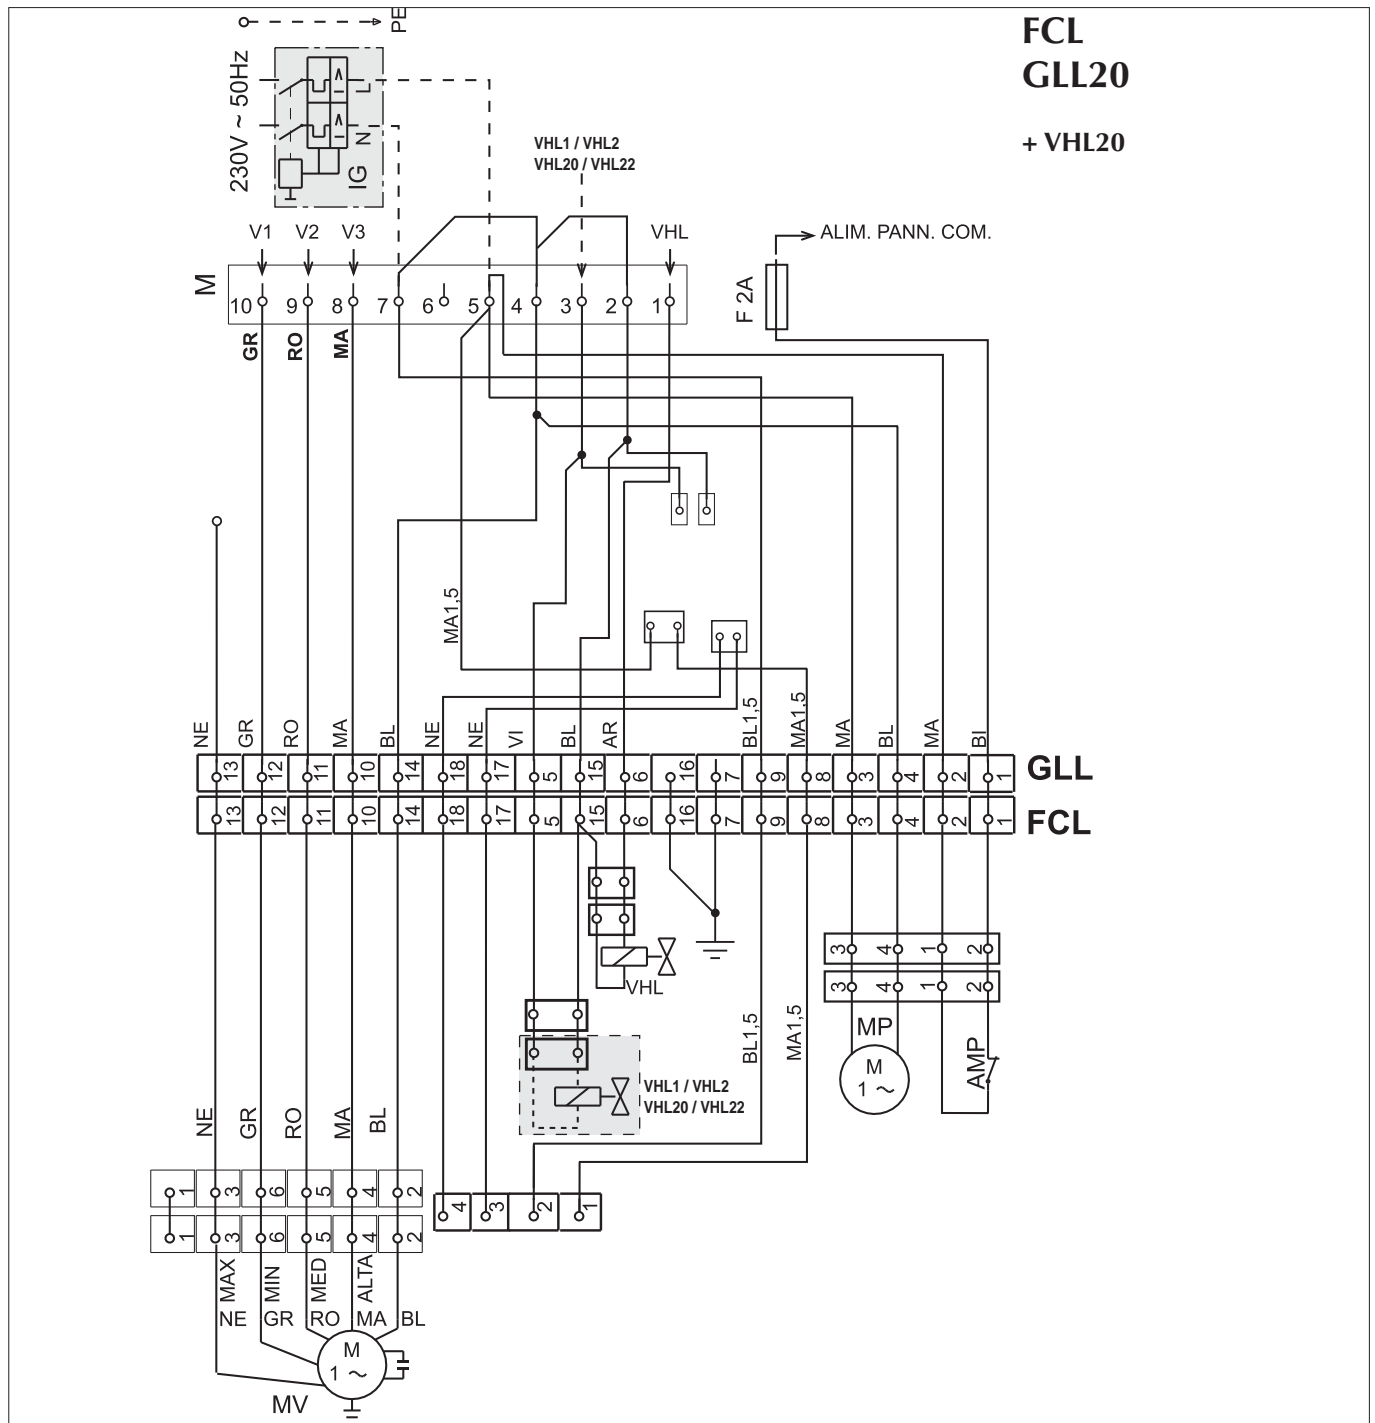 PE
FCL
GLL20
+ VHL20
230V ~ 50Hz
L
N
IG
VHL1 / VHL2
VHL20 / VHL22
V1 V2 V3 VHL
ALIM. PANN. COM.
M
10 9 8 7 6 5 4 3 2 1
F 2A
GR RO MA
MA1,5
NE GR RO MA BL NE NE VI BL AR BL1,5 MA1,5 MA BL MA BI
13 12 11 10 14 18 17 5 15 6 16 7 9 8 3 4 2 1 GLL
13 12 11 10 14 18 17 5 15 6 16 7 9 8 3 4 2 1 FCL
3 4 1 2
3 4 1 2
VHL
BL1,5 MA1,5
MP
M
1 ~
AMP
VHL1 / VHL2
VHL20 / VHL22
NE GR RO MA BL
1 3 6 5 4 2
4 3 2 1
1 3 6 5 4 2
MAX MIN MED ALTA
NE GR RO MA BL
M
1 ~
MV